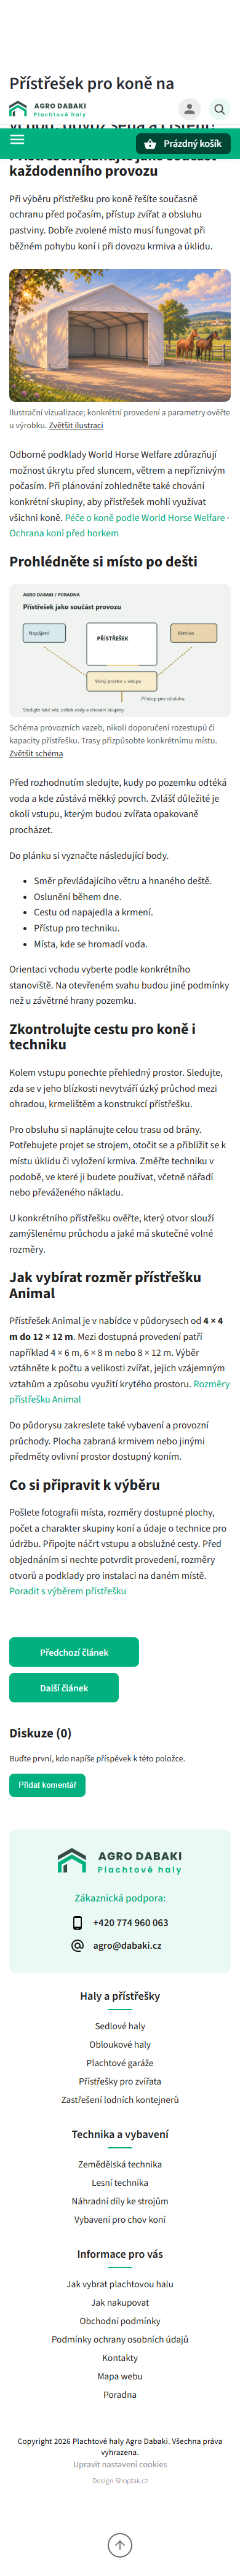 Přístřešek pro koně na
AGRO DABAKI
Plachtové haly
Prázdný košík
každodenního provozu
Při výběru přístřešku pro koně řešíte současně
ochranu před počasím, přístup zvířat a obsluhu
pastviny. Dobře zvolené místo musí fungovat při
běžném pohybu koní i při dovozu krmiva a úklidu.
Ilustrační vizualizace; konkrétní provedení a parametry ověřte
u výrobku. Zvětšit ilustraci
Odborné podklady World Horse Welfare zdůrazňují
možnost úkrytu před sluncem, větrem a nepříznivým
počasím. Při plánování zohledněte také chování
konkrétní skupiny, aby přístřešek mohli využívat
všichni koně. Péče o koně podle World Horse Welfare ·
Ochrana koní před horkem
Prohlédněte si místo po dešti
AGRO DABAKI / PORADNA
Přístřešek jako součást provozu
Napájení
PŘÍSTŘEŠEK
Krmivo
Volný prostor u vstupu
Přístup pro obsluhu
Sledujte také vítr, odtok vody a chování skupiny.
Schéma provozních vazeb, nikoli doporučení rozestupů či
kapacity přístřešku. Trasy přizpůsobte konkrétnímu místu.
Zvětšit schéma
Před rozhodnutím sledujte, kudy po pozemku odtéká
voda a kde zůstává měkký povrch. Zvlášť důležité je
okolí vstupu, kterým budou zvířata opakovaně
procházet.
Do plánku si vyznačte následující body.
Směr převládajícího větru a hnaného deště.
Oslunění během dne.
Cestu od napajedla a krmení.
Přístup pro techniku.
Místa, kde se hromadí voda.
Orientaci vchodu vyberte podle konkrétního
stanoviště. Na otevřeném svahu budou jiné podmínky
než u závětrné hrany pozemku.
Zkontrolujte cestu pro koně i
techniku
Kolem vstupu ponechte přehledný prostor. Sledujte,
zda se v jeho blízkosti nevytváří úzký průchod mezi
ohradou, krmelištěm a konstrukcí přístřešku.
Pro obsluhu si naplánujte celou trasu od brány.
Potřebujete projet se strojem, otočit se a přiblížit se k
místu úklidu či vyložení krmiva. Změřte techniku v
podobě, ve které ji budete používat, včetně nářadí
nebo převáženého nákladu.
U konkrétního přístřešku ověřte, který otvor slouží
zamýšlenému průchodu a jaké má skutečné volné
rozměry.
Jak vybírat rozměr přístřešku
Animal
Přístřešek Animal je v nabídce v půdorysech od 4 × 4
m do 12 × 12 m. Mezi dostupná provedení patří
například 4 × 6 m, 6 × 8 m nebo 8 × 12 m. Výběr
vztáhněte k počtu a velikosti zvířat, jejich vzájemným
vztahům a způsobu využití krytého prostoru. Rozměry
přístřešku Animal
Do půdorysu zakreslete také vybavení a provozní
průchody. Plocha zabraná krmivem nebo jinými
předměty ovlivní prostor dostupný koním.
Co si připravit k výběru
Pošlete fotografii místa, rozměry dostupné plochy,
počet a charakter skupiny koní a údaje o technice pro
údržbu. Připojte náčrt vstupu a obslužné cesty. Před
objednáním si nechte potvrdit provedení, rozměry
otvorů a podklady pro instalaci na daném místě.
Poradit s výběrem přístřešku
Předchozí článek
Další článek
Diskuze (0)
Buďte první, kdo napíše příspěvek k této položce.
Přidat komentář
AGRO DABAKI
Plachtové haly
Zákaznická podpora:
+420 774 960 063
agro@dabaki.cz
Haly a přístřešky
Sedlové haly
Obloukové haly
Plachtové garáže
Přístřešky pro zvířata
Zastřešení lodních kontejnerů
Technika a vybavení
Zemědělská technika
Lesní technika
Náhradní díly ke strojům
Vybavení pro chov koní
Informace pro vás
Jak vybrat plachtovou halu
Jak nakupovat
Obchodní podmínky
Podmínky ochrany osobních údajů
Kontakty
Mapa webu
Poradna
Copyright 2026 Plachtové haly Agro Dabaki. Všechna práva
vyhrazena.
Upravit nastavení cookies
Design Shoptak.cz